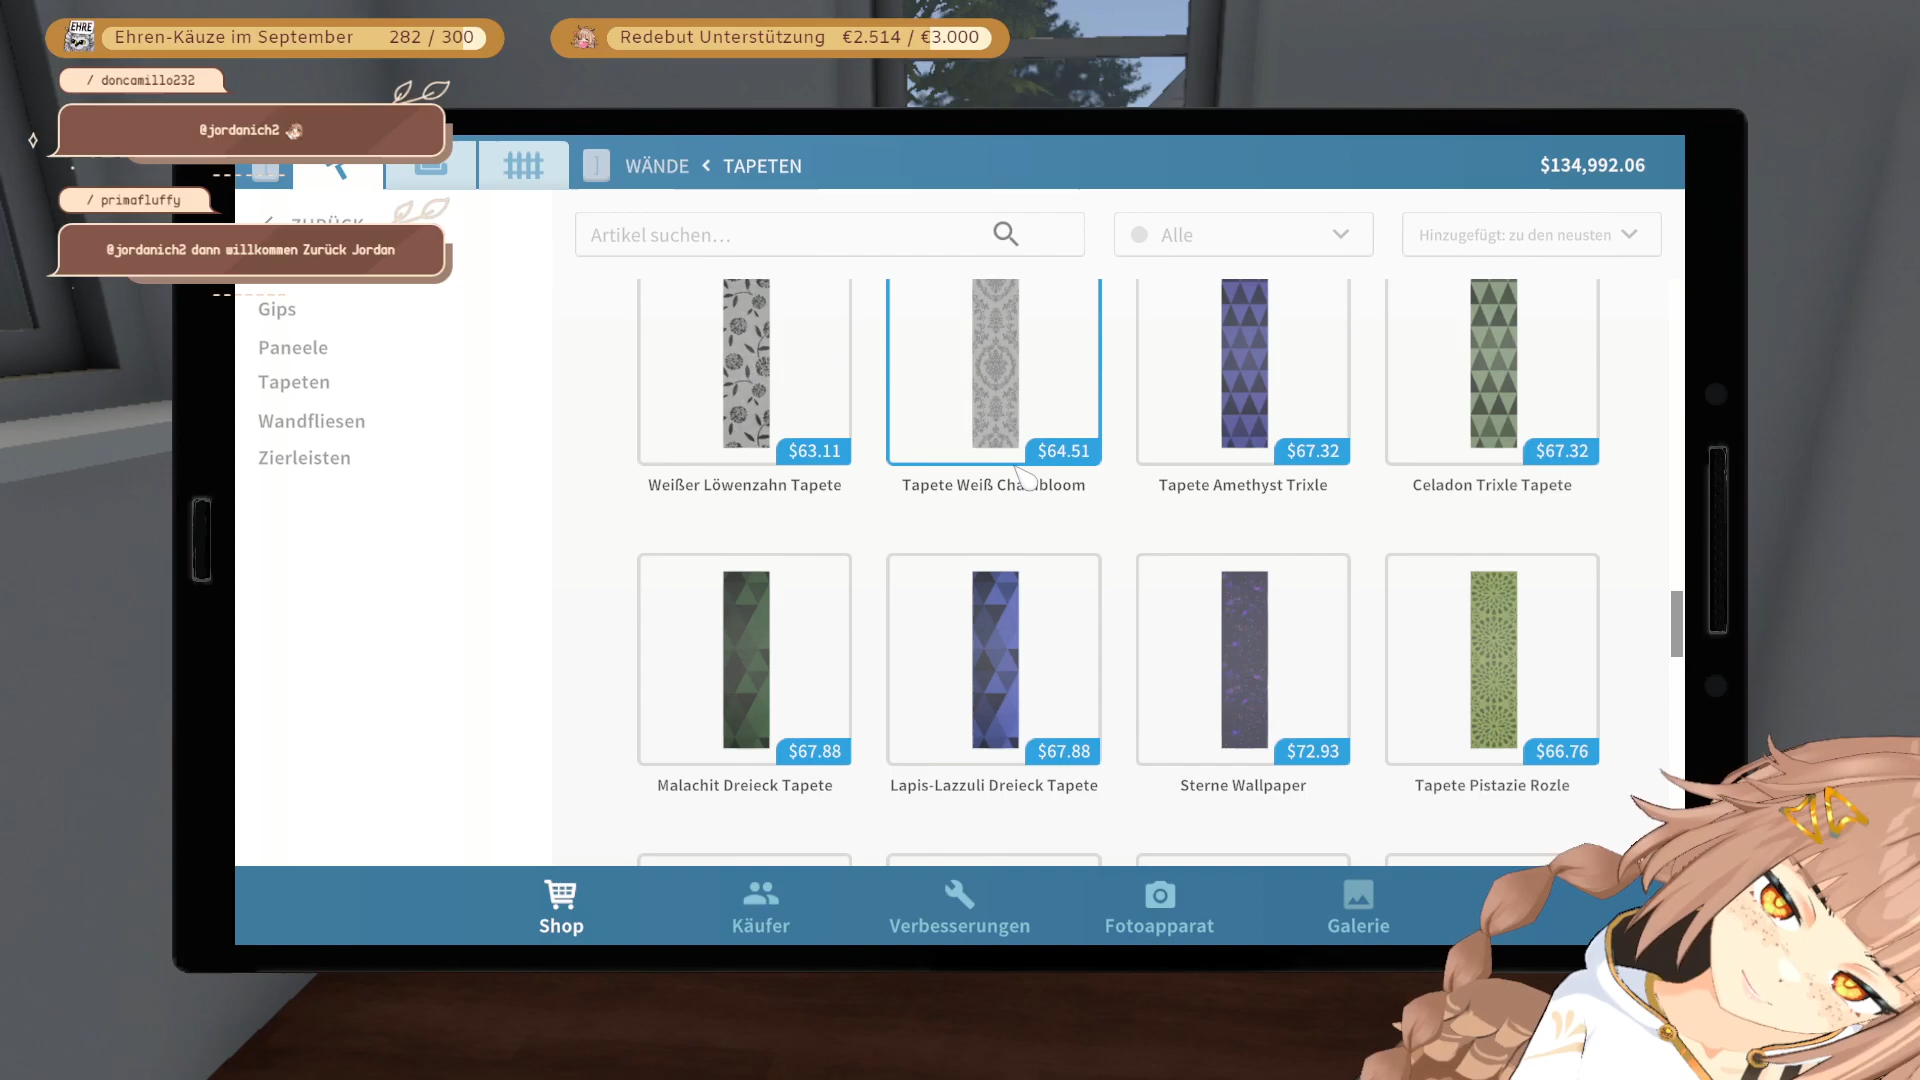 EHRE
Ehren-Käuze im September 282 / 300
Redebut Unterstützung €2.514 / €3.000
/ doncamillo232
@jordanich2
/ primafluffy
@jordanich2 dann willkommen Zurück Jordan
WÄNDE < TAPETEN
$134,992.06
ZURÜCK
Artikel suchen...
Alle
Hinzugefügt: zu den neusten
Gips
Paneele
Tapeten
Wandfliesen
Zierleisten
$63.11
$64.51
$67.32
$67.32
Weißer Löwenzahn Tapete
Tapete Weiß
Tapete Amethyst Trixle
Celadon Trixle Tapete
$67.88
$67.88
$72.93
$66.76
Malachit Dreieck Tapete
Lapis-Lazzuli Dreieck Tapete
Sterne Wallpaper
Tapete Pistazie Rozle
Shop
Käufer
Verbesserungen
Fotoapparat
Galerie